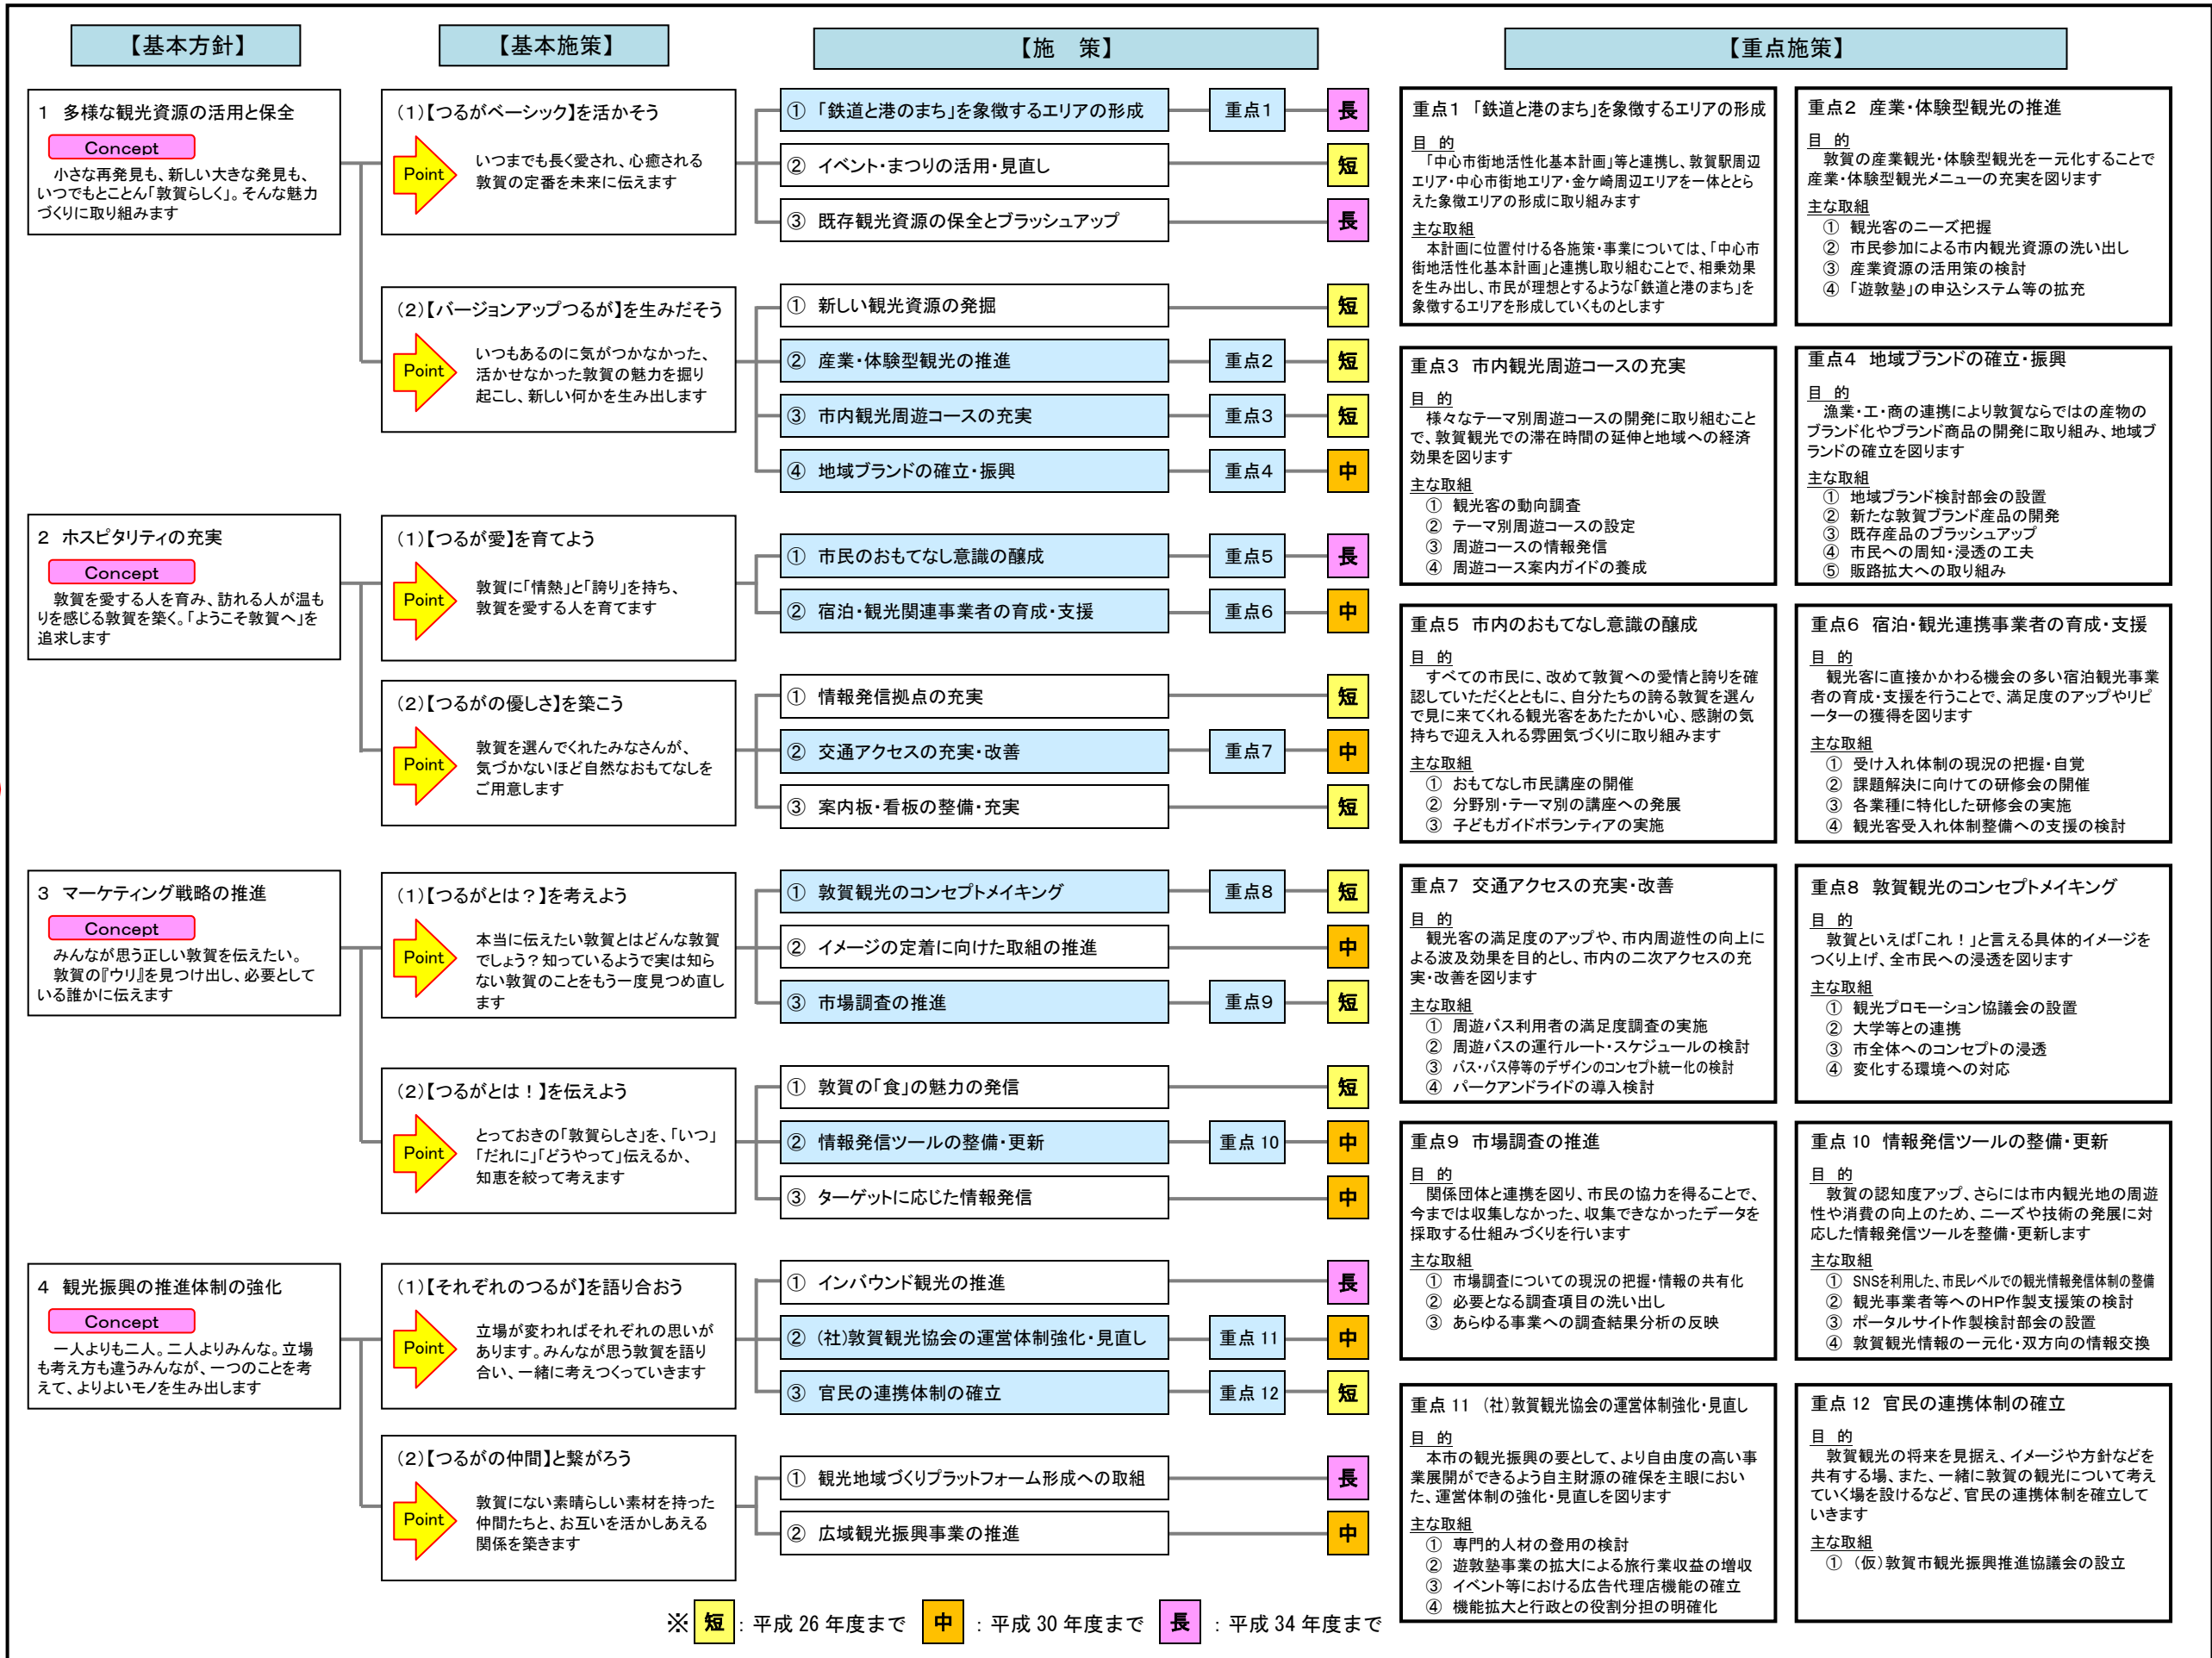 【基本方針】
【基本施策】
【施　策】
【重点施策】
1　多様な観光資源の活用と保全
Concept
小さな再発見も、新しい大きな発見も、
いつでもとことん「敦賀らしく」。そんな魅力
づくりに取り組みます
(1)【つるがベーシック】を活かそう
Point
いつまでも長く愛され、心癒される
敦賀の定番を未来に伝えます
① 「鉄道と港のまち」を象徴するエリアの形成
重点1
長
② イベント・まつりの活用・見直し
短
③ 既存観光資源の保全とブラッシュアップ
長
(2)【バージョンアップつるが】を生みだそう
Point
いつもあるのに気がつかなかった、
活かせなかった敦賀の魅力を掘り
起こし、新しい何かを生み出します
① 新しい観光資源の発掘
短
② 産業・体験型観光の推進
重点2
短
③ 市内観光周遊コースの充実
重点3
短
④ 地域ブランドの確立・振興
重点4
中
2　ホスピタリティの充実
Concept
敦賀を愛する人を育み、訪れる人が温も
りを感じる敦賀を築く。「ようこそ敦賀へ」を
追求します
(1)【つるが愛】を育てよう
Point
敦賀に「情熱」と「誇り」を持ち、
敦賀を愛する人を育てます
① 市民のおもてなし意識の醸成
重点5
長
② 宿泊・観光関連事業者の育成・支援
重点6
中
(2)【つるがの優しさ】を築こう
Point
敦賀を選んでくれたみなさんが、
気づかないほど自然なおもてなしを
ご用意します
① 情報発信拠点の充実
短
② 交通アクセスの充実・改善
重点7
中
③ 案内板・看板の整備・充実
短
3　マーケティング戦略の推進
Concept
みんなが思う正しい敦賀を伝えたい。
敦賀の『ウリ』を見つけ出し、必要として
いる誰かに伝えます
(1)【つるがとは？】を考えよう
Point
本当に伝えたい敦賀とはどんな敦賀
でしょう？知っているようで実は知ら
ない敦賀のことをもう一度見つめ直し
ます
① 敦賀観光のコンセプトメイキング
重点8
短
② イメージの定着に向けた取組の推進
中
③ 市場調査の推進
重点9
短
(2)【つるがとは！】を伝えよう
Point
とっておきの「敦賀らしさ」を、「いつ」
「だれに」「どうやって」伝えるか、
知恵を絞って考えます
① 敦賀の「食」の魅力の発信
短
② 情報発信ツールの整備・更新
重点 10
中
③ ターゲットに応じた情報発信
中
4　観光振興の推進体制の強化
Concept
一人よりも二人。二人よりみんな。立場
も考え方も違うみんなが、一つのことを考
えて、よりよいモノを生み出します
(1)【それぞれのつるが】を語り合おう
Point
立場が変わればそれぞれの思いが
あります。みんなが思う敦賀を語り
合い、一緒に考えつくっていきます
① インバウンド観光の推進
長
② (社)敦賀観光協会の運営体制強化・見直し
重点 11
中
③ 官民の連携体制の確立
重点 12
短
(2)【つるがの仲間】と繋がろう
Point
敦賀にない素晴らしい素材を持った
仲間たちと、お互いを活かしあえる
関係を築きます
① 観光地域づくりプラットフォーム形成への取組
長
② 広域観光振興事業の推進
中
※ 短 : 平成 26 年度まで 中 : 平成 30 年度まで 長 : 平成 34 年度まで
重点1 「鉄道と港のまち」を象徴するエリアの形成
目　的
「中心市街地活性化基本計画」等と連携し、敦賀駅周辺
エリア・中心市街地エリア・金ケ崎周辺エリアを一体ととら
えた象徴エリアの形成に取り組みます
主な取組
本計画に位置付ける各施策・事業については、「中心市
街地活性化基本計画」と連携し取り組むことで、相乗効果
を生み出し、市民が理想とするような「鉄道と港のまち」を
象徴するエリアを形成していくものとします
重点2　産業・体験型観光の推進
目　的
敦賀の産業観光・体験型観光を一元化することで
産業・体験型観光メニューの充実を図ります
主な取組
① 観光客のニーズ把握
② 市民参加による市内観光資源の洗い出し
③ 産業資源の活用策の検討
④ 「遊敦塾」の申込システム等の拡充
重点3　市内観光周遊コースの充実
目　的
様々なテーマ別周遊コースの開発に取り組むこと
で、敦賀観光での滞在時間の延伸と地域への経済
効果を図ります
主な取組
① 観光客の動向調査
② テーマ別周遊コースの設定
③ 周遊コースの情報発信
④ 周遊コース案内ガイドの養成
重点4　地域ブランドの確立・振興
目　的
漁業・工・商の連携により敦賀ならではの産物の
ブランド化やブランド商品の開発に取り組み、地域ブ
ランドの確立を図ります
主な取組
① 地域ブランド検討部会の設置
② 新たな敦賀ブランド産品の開発
③ 既存産品のブラッシュアップ
④ 市民への周知・浸透の工夫
⑤ 販路拡大への取り組み
重点5　市内のおもてなし意識の醸成
目　的
すべての市民に、改めて敦賀への愛情と誇りを確
認していただくとともに、自分たちの誇る敦賀を選ん
で見に来てくれる観光客をあたたかい心、感謝の気
持ちで迎え入れる雰囲気づくりに取り組みます
主な取組
① おもてなし市民講座の開催
② 分野別・テーマ別の講座への発展
③ 子どもガイドボランティアの実施
重点6　宿泊・観光連携事業者の育成・支援
目　的
観光客に直接かかわる機会の多い宿泊観光事業
者の育成・支援を行うことで、満足度のアップやリピ
ーターの獲得を図ります
主な取組
① 受け入れ体制の現況の把握・自覚
② 課題解決に向けての研修会の開催
③ 各業種に特化した研修会の実施
④ 観光客受入れ体制整備への支援の検討
重点7　交通アクセスの充実・改善
目　的
観光客の満足度のアップや、市内周遊性の向上に
よる波及効果を目的とし、市内の二次アクセスの充
実・改善を図ります
主な取組
① 周遊バス利用者の満足度調査の実施
② 周遊バスの運行ルート・スケジュールの検討
③ バス・バス停等のデザインのコンセプト統一化の検討
④ パークアンドライドの導入検討
重点8　敦賀観光のコンセプトメイキング
目　的
敦賀といえば「これ！」と言える具体的イメージを
つくり上げ、全市民への浸透を図ります
主な取組
① 観光プロモーション協議会の設置
② 大学等との連携
③ 市全体へのコンセプトの浸透
④ 変化する環境への対応
重点9　市場調査の推進
目　的
関係団体と連携を図り、市民の協力を得ることで、
今までは収集しなかった、収集できなかったデータを
採取する仕組みづくりを行います
主な取組
① 市場調査についての現況の把握・情報の共有化
② 必要となる調査項目の洗い出し
③ あらゆる事業への調査結果分析の反映
重点 10　情報発信ツールの整備・更新
目　的
敦賀の認知度アップ、さらには市内観光地の周遊
性や消費の向上のため、ニーズや技術の発展に対
応した情報発信ツールを整備・更新します
主な取組
① SNSを利用した、市民レベルでの観光情報発信体制の整備
② 観光事業者等へのHP作製支援策の検討
③ ポータルサイト作製検討部会の設置
④ 敦賀観光情報の一元化・双方向の情報交換
重点 11　(社)敦賀観光協会の運営体制強化・見直し
目　的
本市の観光振興の要として、より自由度の高い事
業展開ができるよう自主財源の確保を主眼におい
た、運営体制の強化・見直しを図ります
主な取組
① 専門的人材の登用の検討
② 遊敦塾事業の拡大による旅行業収益の増収
③ イベント等における広告代理店機能の確立
④ 機能拡大と行政との役割分担の明確化
重点 12　官民の連携体制の確立
目　的
敦賀観光の将来を見据え、イメージや方針などを
共有する場、また、一緒に敦賀の観光について考え
ていく場を設けるなど、官民の連携体制を確立して
いきます
主な取組
① (仮)敦賀市観光振興推進協議会の設立